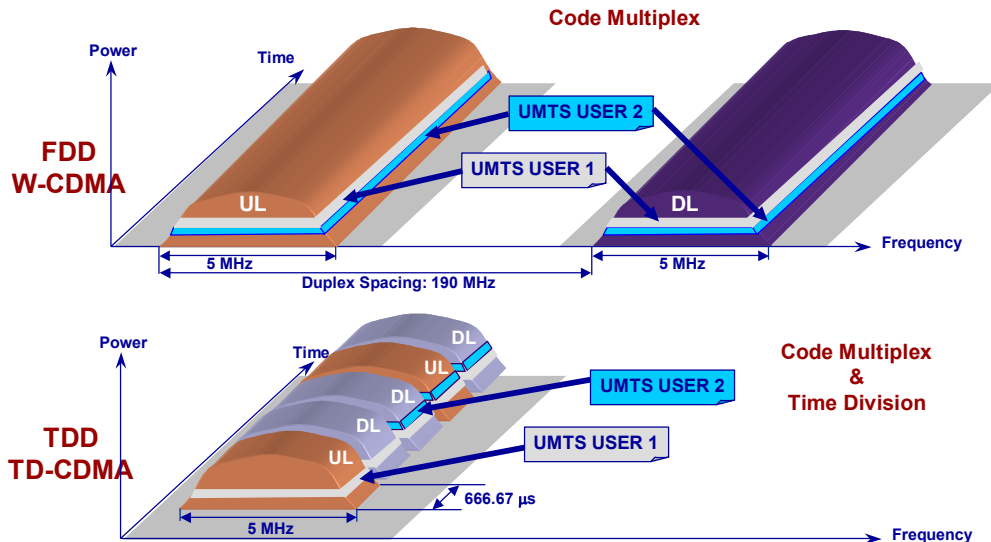 Code Multiplex
Power
Time
UMTS USER 2
FDD
W-CDMA
UMTS USER 1
UL
DL
Frequency
5 MHz
5 MHz
Duplex Spacing: 190 MHz
Power
Time
DL
UL
DL
DL
UL
Code Multiplex
&
Time Division
UMTS USER 2
TDD
TD-CDMA
UMTS USER 1
666.67 µs
5 MHz
Frequency